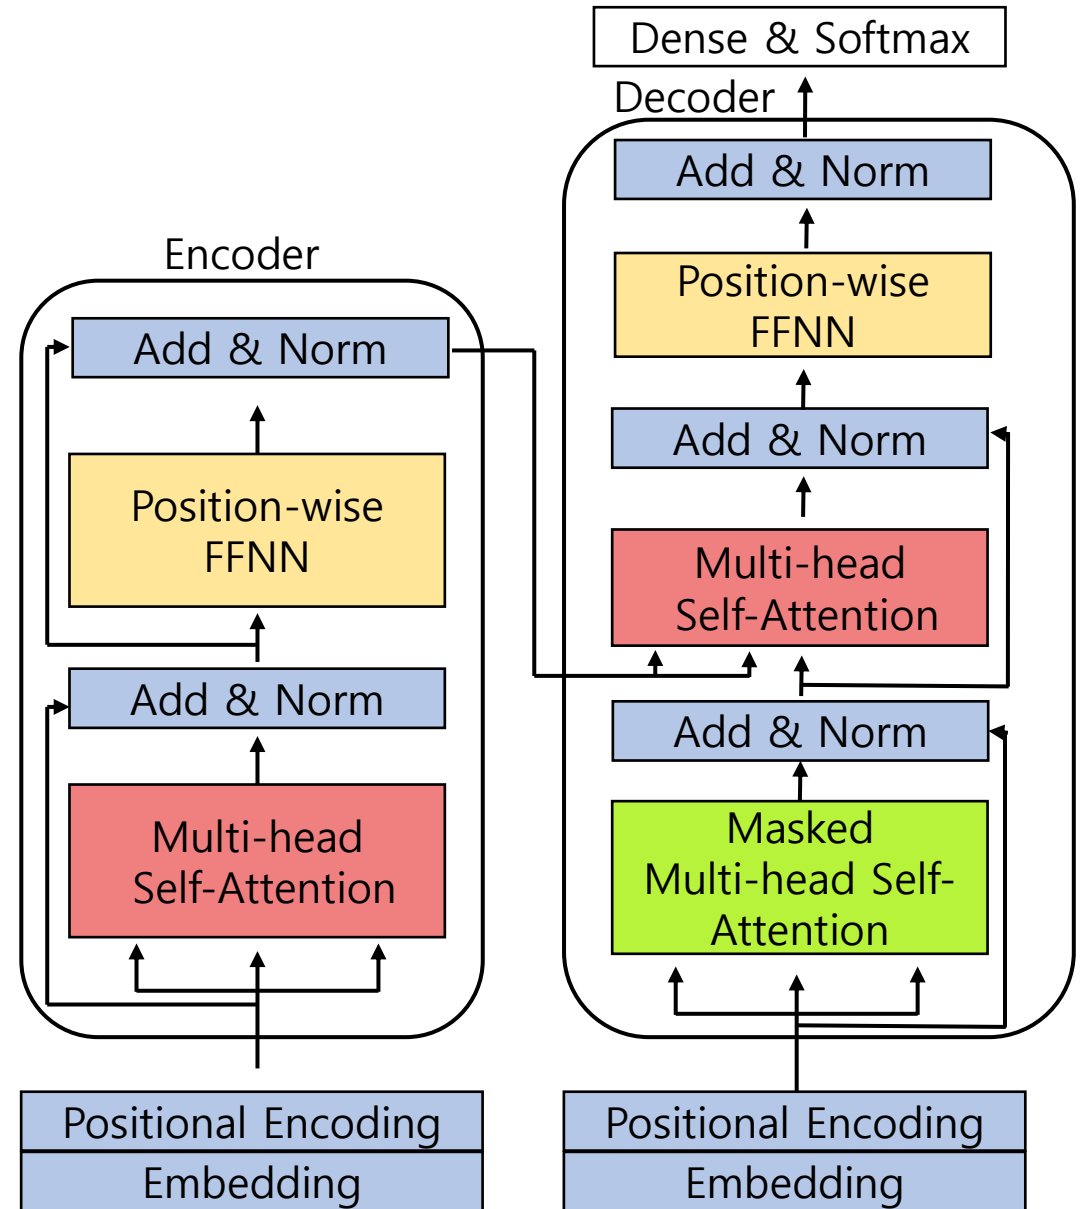 Dense & Softmax
Decoder
Add & Norm
Position-wise
FFNN
Add & Norm
Multi-head
Self-Attention
Add & Norm
Masked
Multi-head Self-
Attention
Positional Encoding
Embedding
Encoder
Add & Norm
Position-wise
FFNN
Add & Norm
Multi-head
Self-Attention
Positional Encoding
Embedding